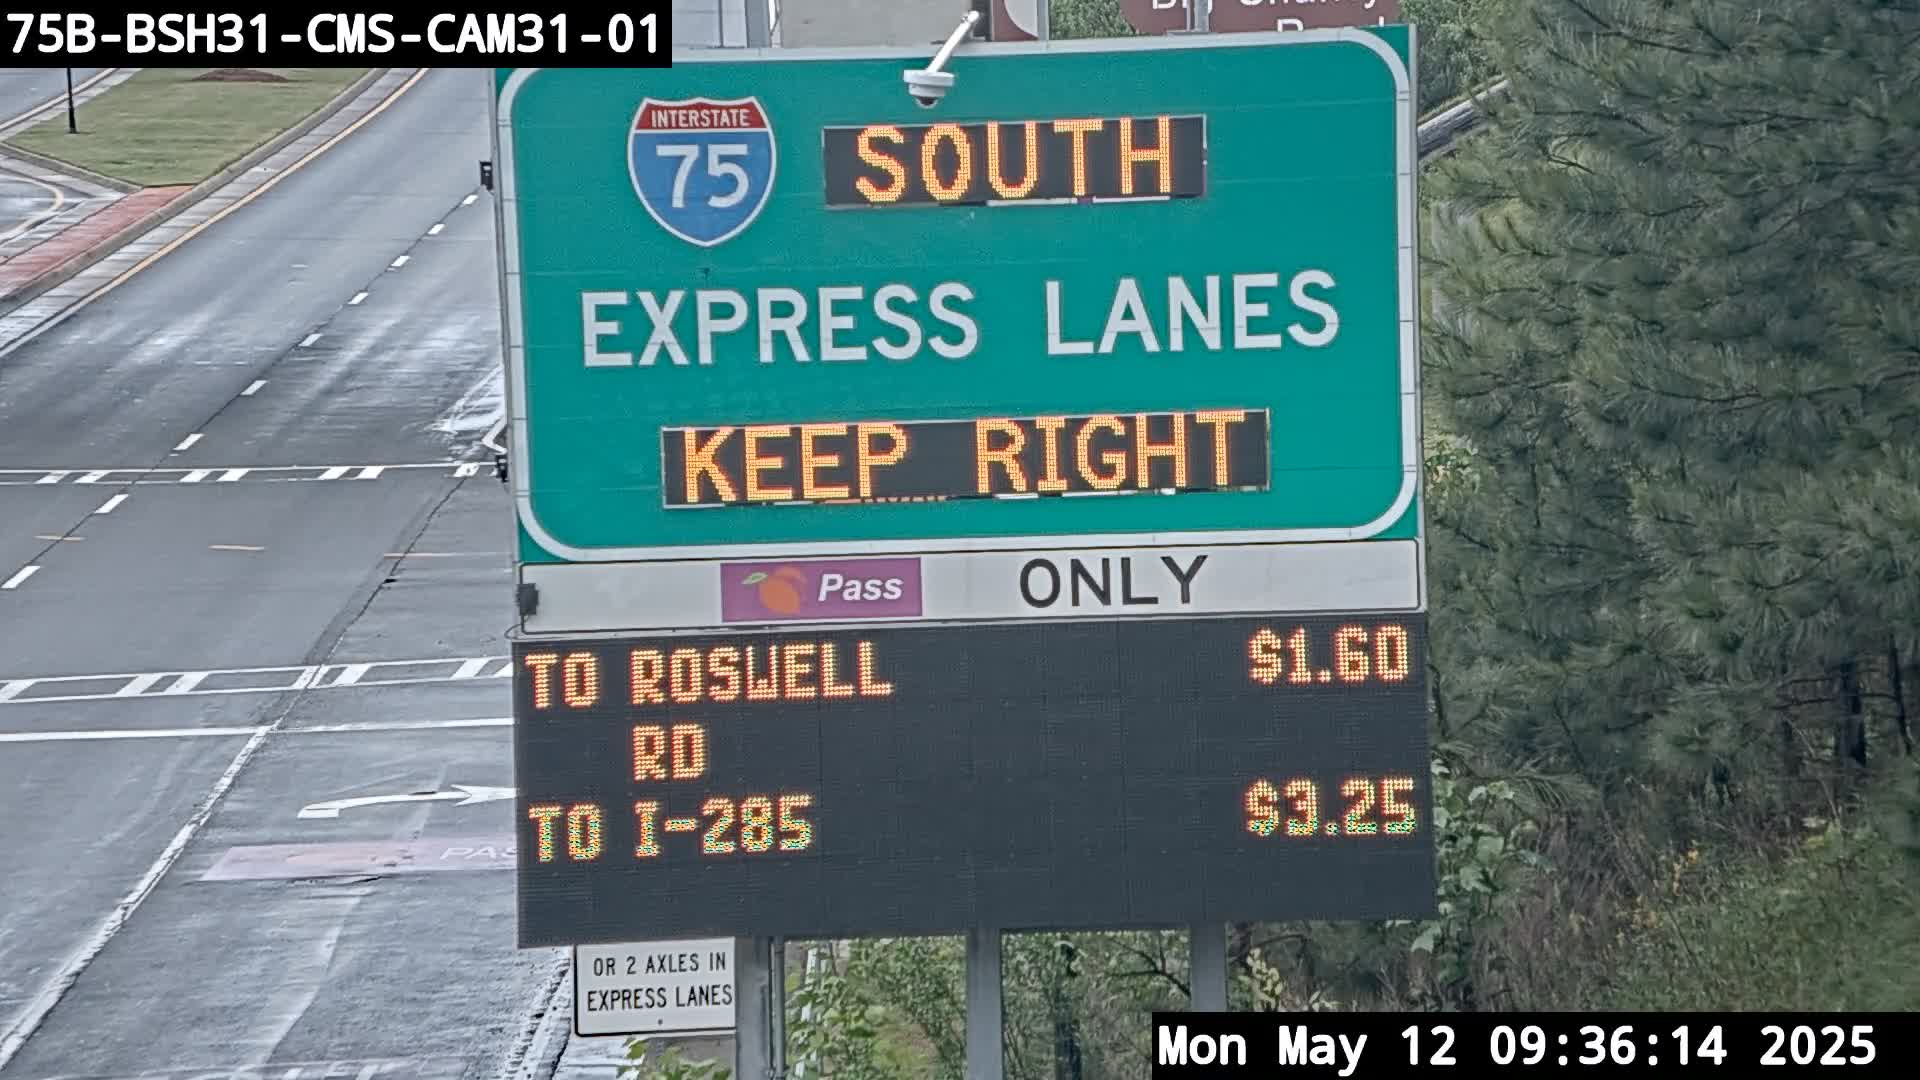 75B-BSH31-CMS-CAM31-01
Road
INTERSTATE
75
SOUTH
EXPRESS LANES
KEEP RIGHT
Pass ONLY
TO ROSWELL $1.60
RD
TO I-285 $3.25
OR 2 AXLES IN
EXPRESS LANES
Mon May 12 09:36:14 2025